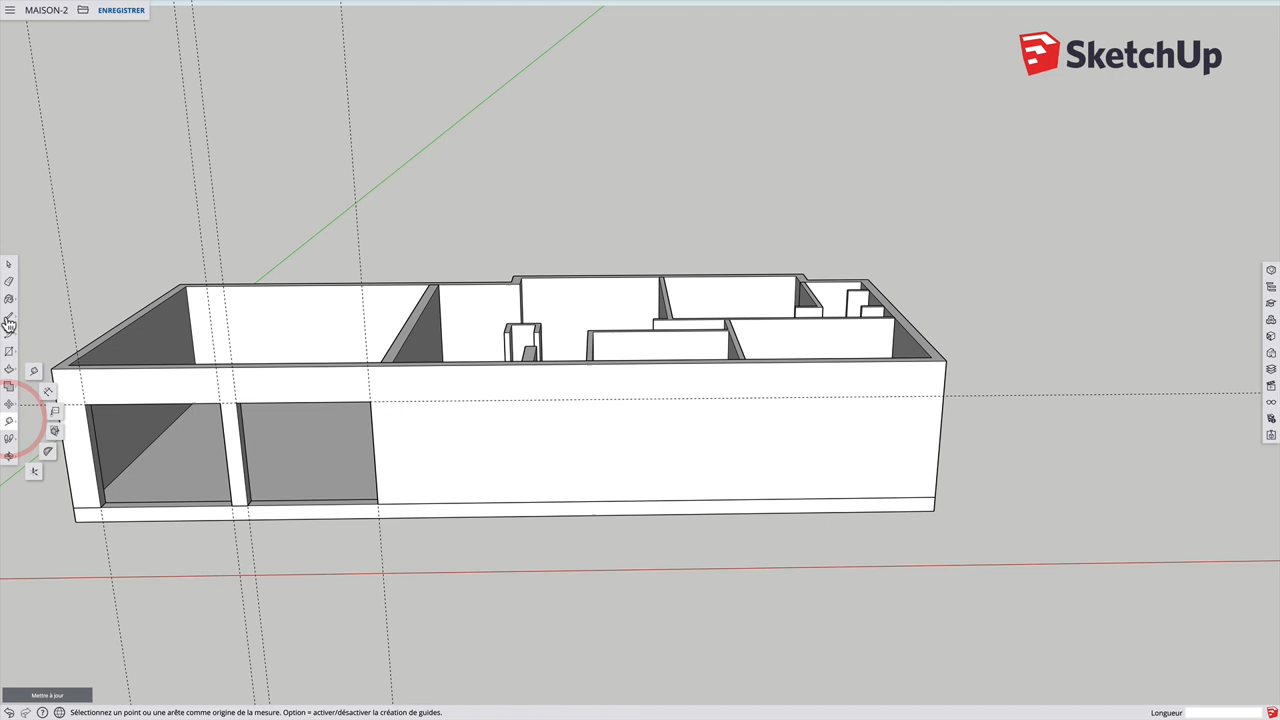 MAISON-2 ENREGISTRER
SketchUp
Mettre à jour
Sélectionnez un point ou une arête comme origine de la mesure. Option = activer/désactiver la création de guides.
Longueur